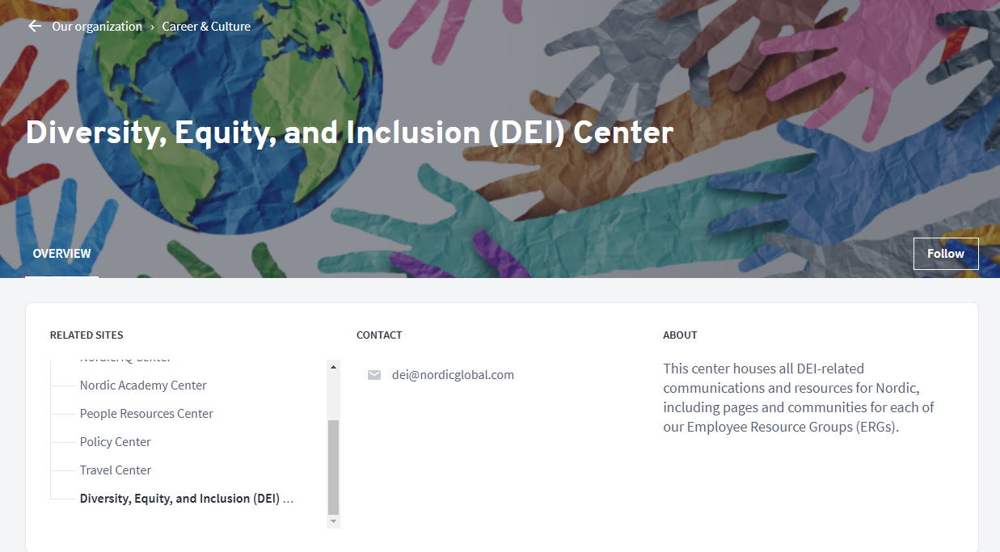 Our organization › Career & Culture
Diversity, Equity, and Inclusion (DEI) Center
OVERVIEW
Follow
RELATED SITES
Nordic Academy Center
People Resources Center
Policy Center
Travel Center
Diversity, Equity, and Inclusion (DEI) ...
CONTACT
dei@nordicglobal.com
ABOUT
This center houses all DEI-related
communications and resources for Nordic,
including pages and communities for each of
our Employee Resource Groups (ERGs).